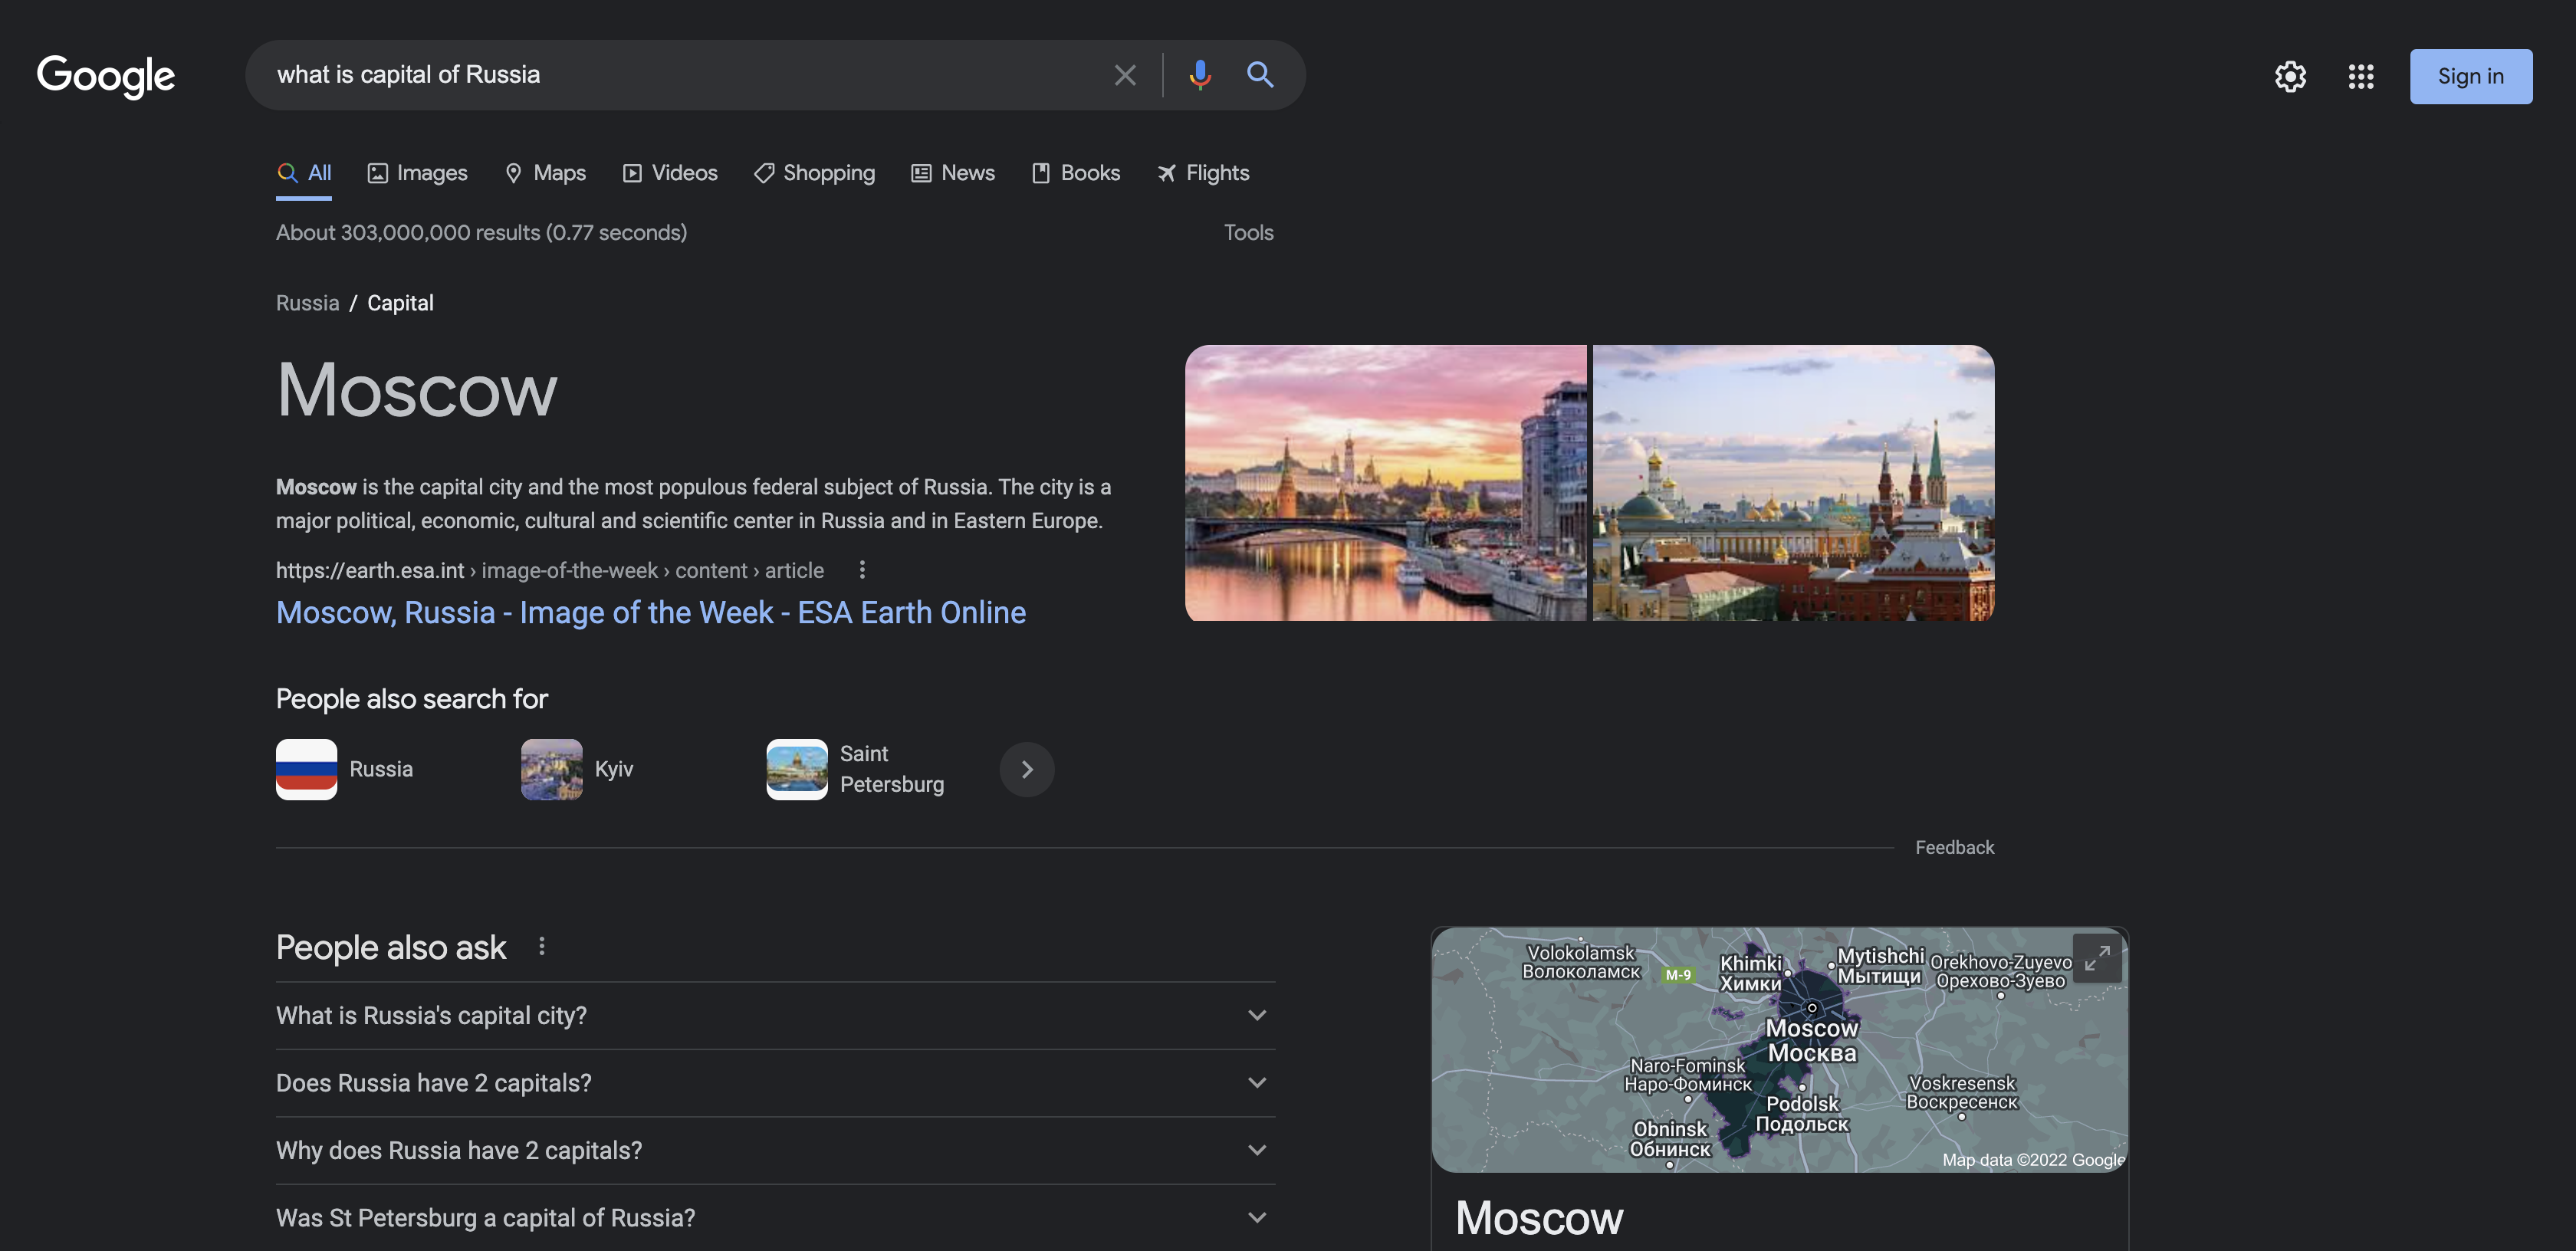 Google
what is capital of Russia
Sign in
All Images Maps Videos Shopping News Books Flights
About 303,000,000 results (0.77 seconds)
Tools
Russia / Capital
Moscow
Moscow is the capital city and the most populous federal subject of Russia. The city is a
major political, economic, cultural and scientific center in Russia and in Eastern Europe.
https://earth.esa.int › image-of-the-week › content › article
Moscow, Russia - Image of the Week - ESA Earth Online
People also search for
Russia
Kyiv
Saint
Petersburg
Feedback
People also ask
What is Russia's capital city?
Does Russia have 2 capitals?
Why does Russia have 2 capitals?
Was St Petersburg a capital of Russia?
Volokolamsk
Волоколамск
M-9
Khimki
Химки
Mytishchi
Мытищи
Orekhovo-Zuyevo
Орехово-Зуево
Moscow
Москва
Naro-Fominsk
Наро-Фоминск
Voskresensk
Воскресенск
Podolsk
Подольск
Obninsk
Обнинск
Map data ©2022 Google
Moscow